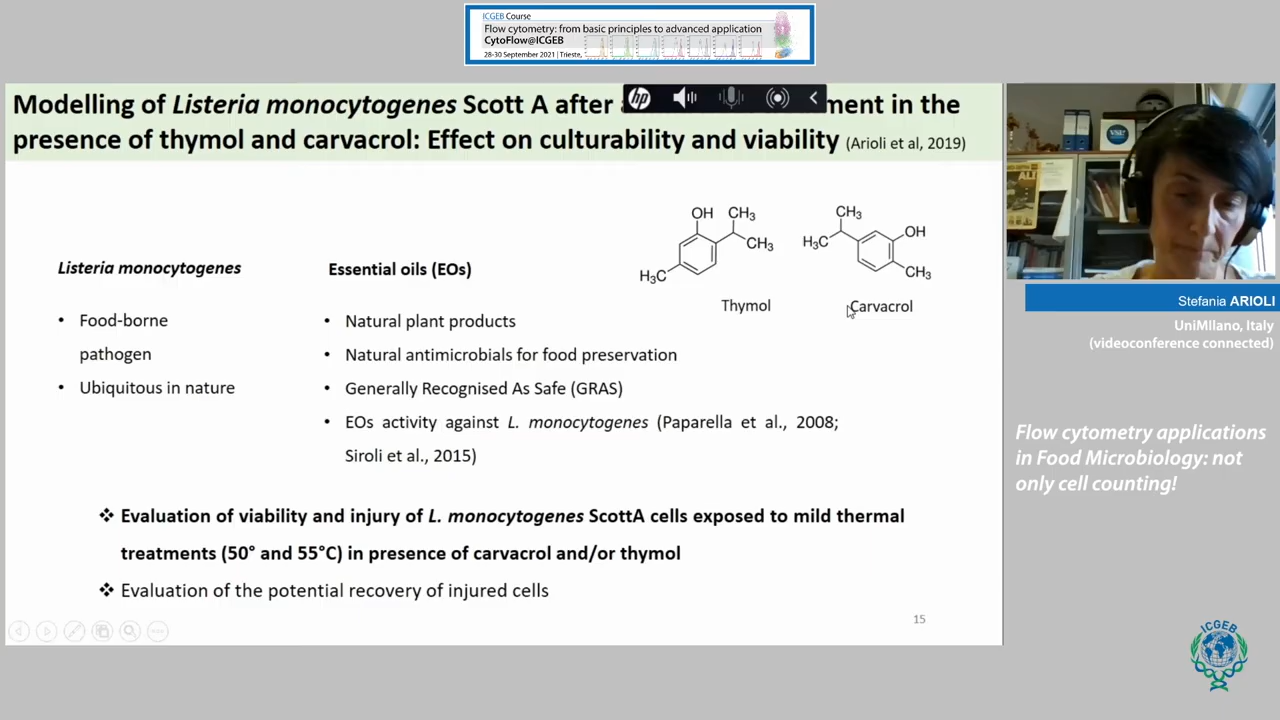 ICGEB Course
Flow cytometry: from basic principles to advanced application
CytoFlow@ICGEB
28-30 September 2021 | Trieste,
Modelling of Listeria monocytogenes Scott A after
ment in the
presence of thymol and carvacrol: Effect on culturability and viability (Arioli et al, 2019)
hp
OH
CH3
CH3
H3C
Thymol
CH3
H3C
OH
CH3
Carvacrol
Listeria monocytogenes
• Food-borne
pathogen
• Ubiquitous in nature
Essential oils (EOs)
• Natural plant products
• Natural antimicrobials for food preservation
• Generally Recognised As Safe (GRAS)
• EOs activity against L. monocytogenes (Paparella et al., 2008;
Siroli et al., 2015)
❖ Evaluation of viability and injury of L. monocytogenes ScottA cells exposed to mild thermal
treatments (50° and 55°C) in presence of carvacrol and/or thymol
❖ Evaluation of the potential recovery of injured cells
15
Stefania ARIOLI
UniMIlano, Italy
(videoconference connected)
Flow cytometry applications
in Food Microbiology: not
only cell counting!
ICGEB